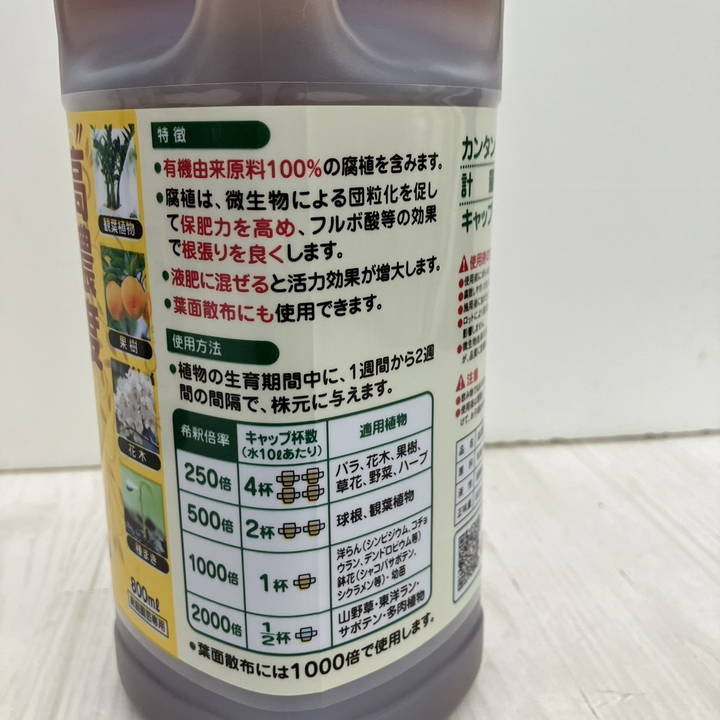 "高濃度
観葉植物
果樹
花木
800mℓ
特徴
•有機由来原料100%の腐植を含みます。
•腐植は、微生物による団粒化を促し
て保肥力を高め、フルボ酸等の効果
で根張りを良くします。
•液肥に混ぜると活力効果が増大します。
•葉面散布にも使用できます。
使用方法
•植物の生育期間中に、1週間から2週
間の間隔で、株元に与えます。
希釈倍率 キャップ杯数 (水10ℓあたり) 適用植物
250倍 4杯 バラ、花木、果樹、
草花、野菜、ハーブ
500倍 2杯 球根、観葉植物
1000倍 1杯 洋らん(シンビジウム、コチョ
ウラン、デンドロビウム等)
鉢花(シャコバサボテン、
シクラメン等)・幼苗
2000倍 1/2杯 山野草・東洋ラン・
サボテン・多肉植物
•葉面散布には1000倍で使用します。
カンタン
計
キャップ
⚠使用
⚠注意